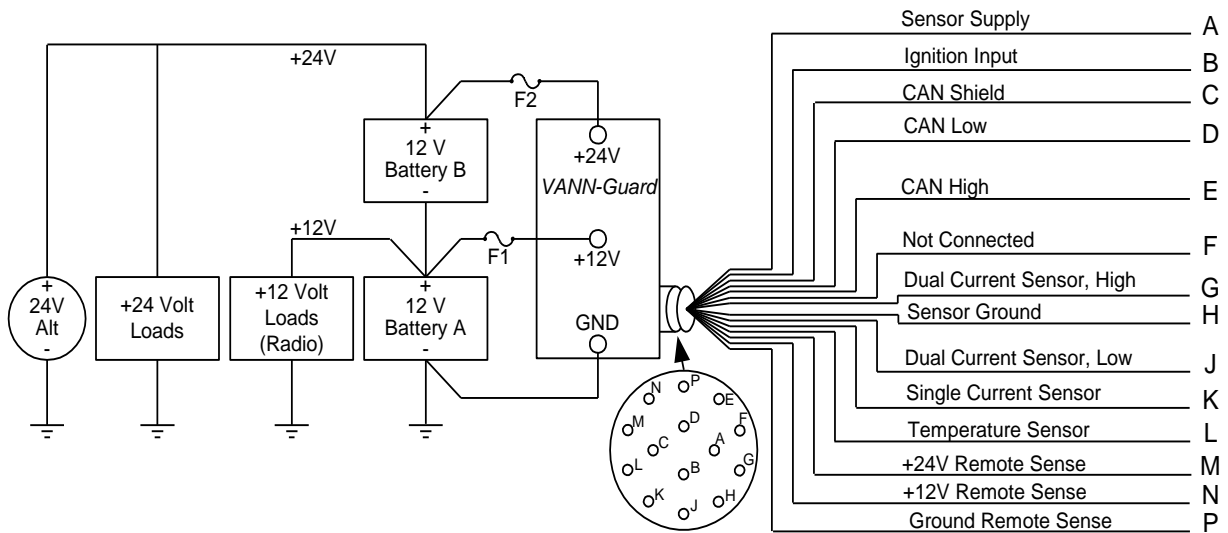 +24V
F2
+
12 V
Battery B
-
+24V
VANN-Guard
+12V
F1
+12V
+
24V
Alt
-
+24 Volt
Loads
+12 Volt
Loads
(Radio)
+
12 V
Battery A
-
GND
Sensor Supply A
Ignition Input B
CAN Shield C
CAN Low D
CAN High E
Not Connected F
Dual Current Sensor, High G
Sensor Ground H
Dual Current Sensor, Low J
Single Current Sensor K
Temperature Sensor L
+24V Remote Sense M
+12V Remote Sense N
Ground Remote Sense P
N
P
E
M
D
F
C
A
L
B
G
K
J
H